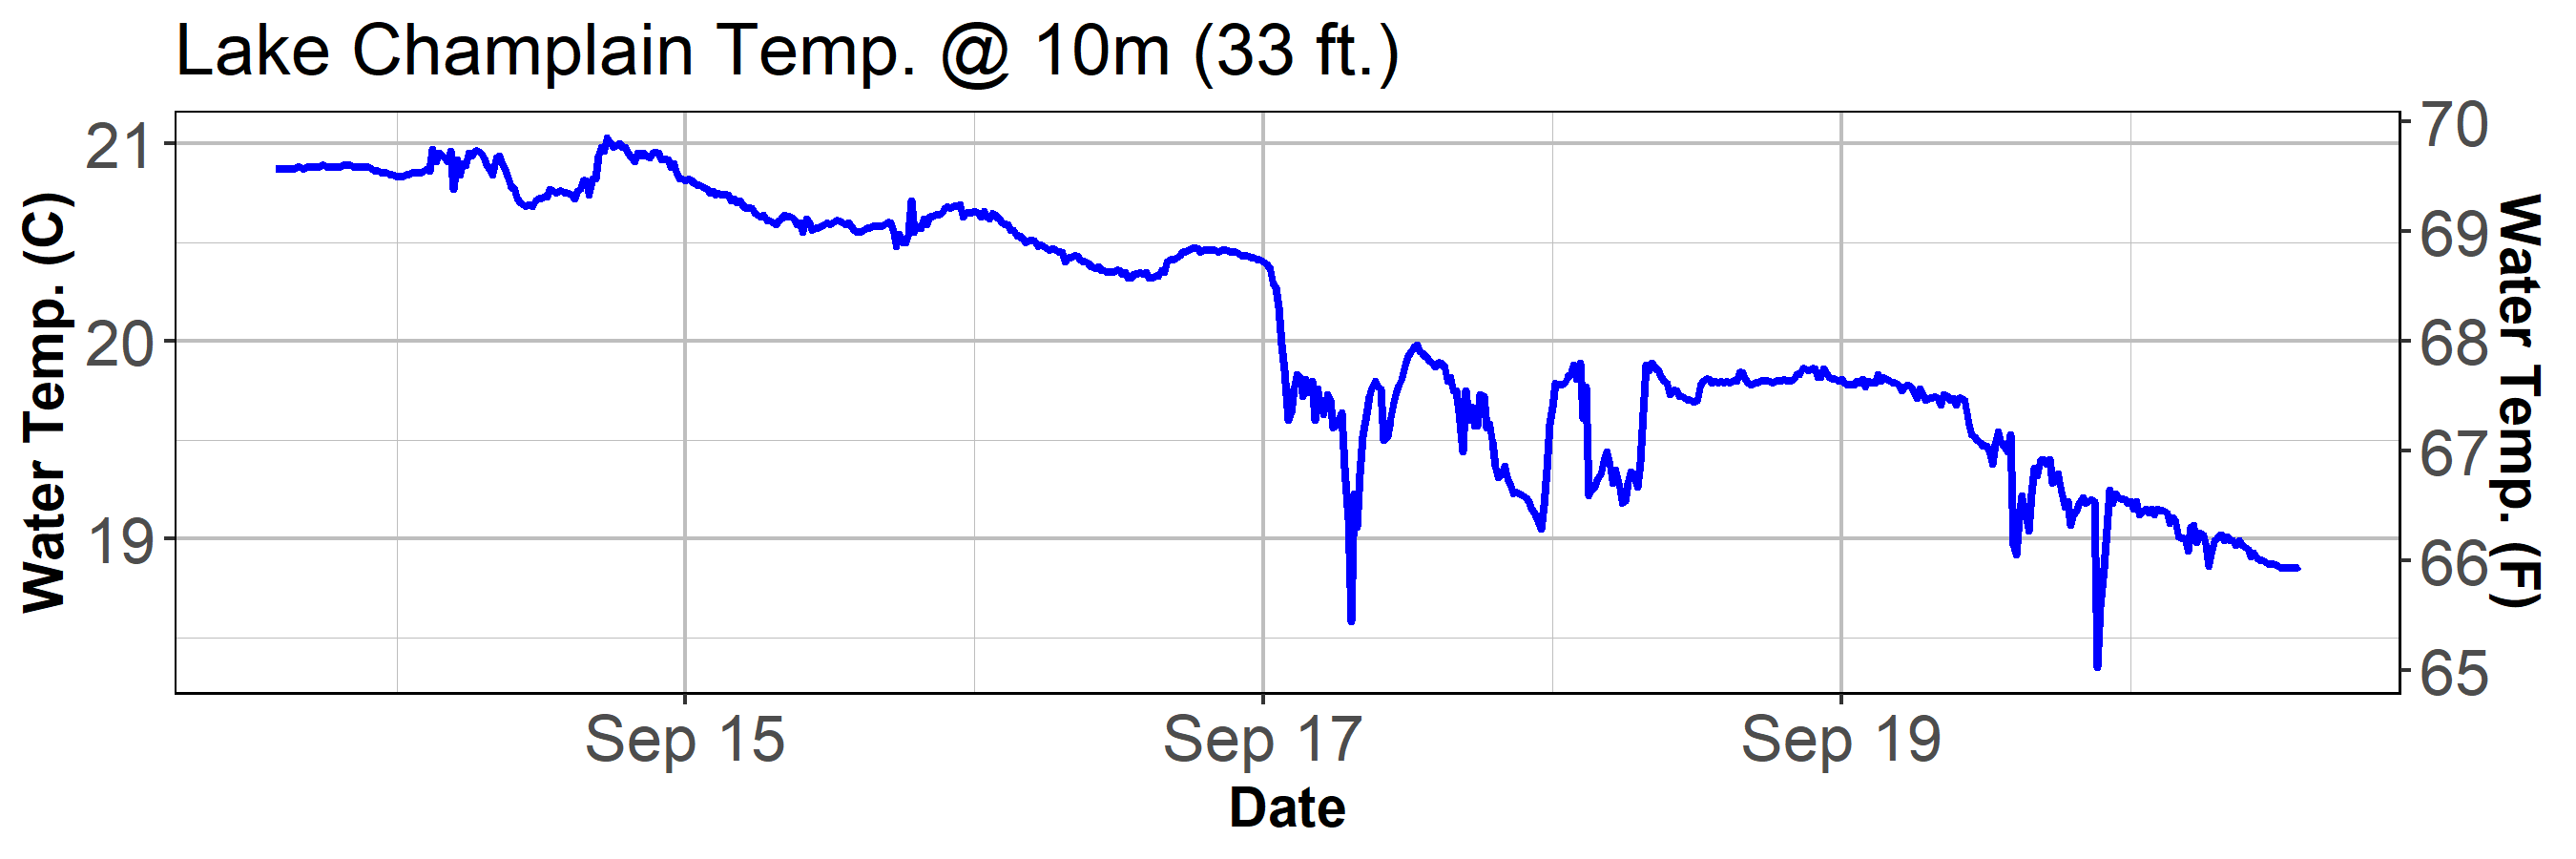 Lake Champlain Temp. @ 10m (33 ft.)
Water Temp. (C)
21
20
19
70
69
68
67
66
65
Water Temp. (F)
Sep 15
Sep 17
Sep 19
Date